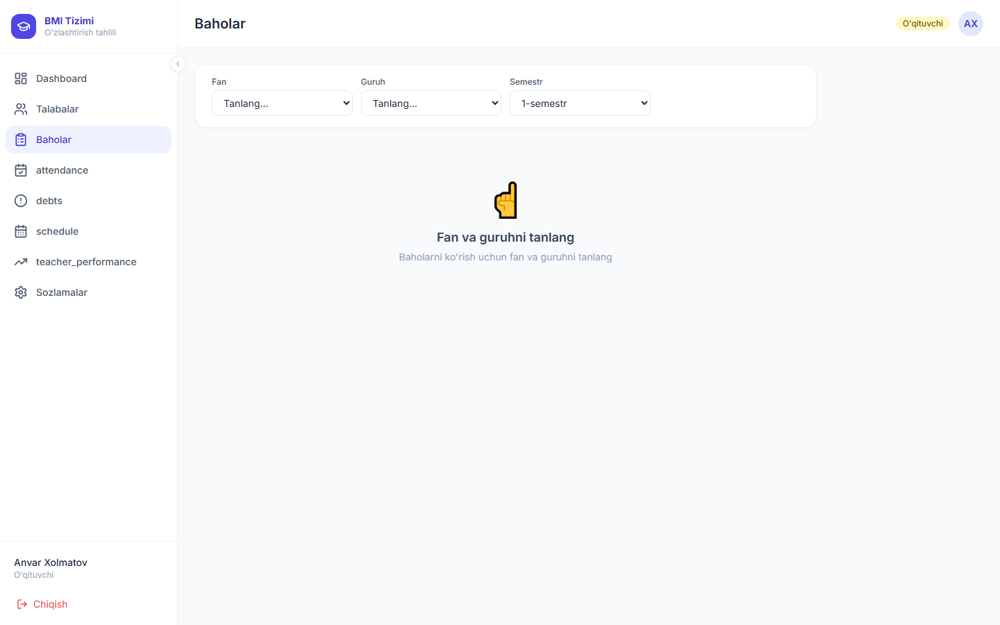 BMI Tizimi
O'zlashtirish tahlili
Dashboard
Talabalar
Baholar
attendance
debts
schedule
teacher_performance
Sozlamalar
Anvar Xolmatov
O'qituvchi
Chiqish
Baholar
O'qituvchi
AX
Fan
Guruh
Semestr
Tanlang...
Tanlang...
1-semestr
Fan va guruhni tanlang
Baholarni ko'rish uchun fan va guruhni tanlang